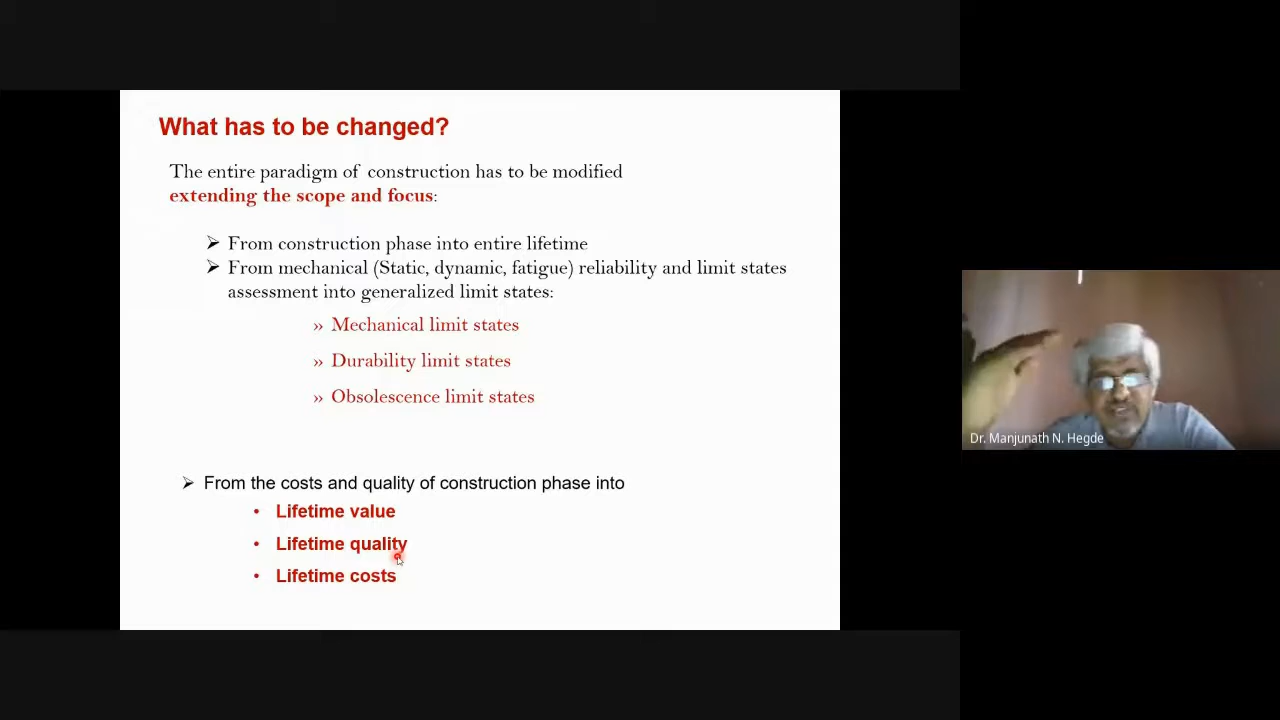 What has to be changed?
The entire paradigm of construction has to be modified
extending the scope and focus:
➢ From construction phase into entire lifetime
➢ From mechanical (Static, dynamic, fatigue) reliability and limit states
assessment into generalized limit states:
» Mechanical limit states
» Durability limit states
» Obsolescence limit states
➢ From the costs and quality of construction phase into
• Lifetime value
• Lifetime quality
• Lifetime costs
Dr. Manjunath N. Hegde